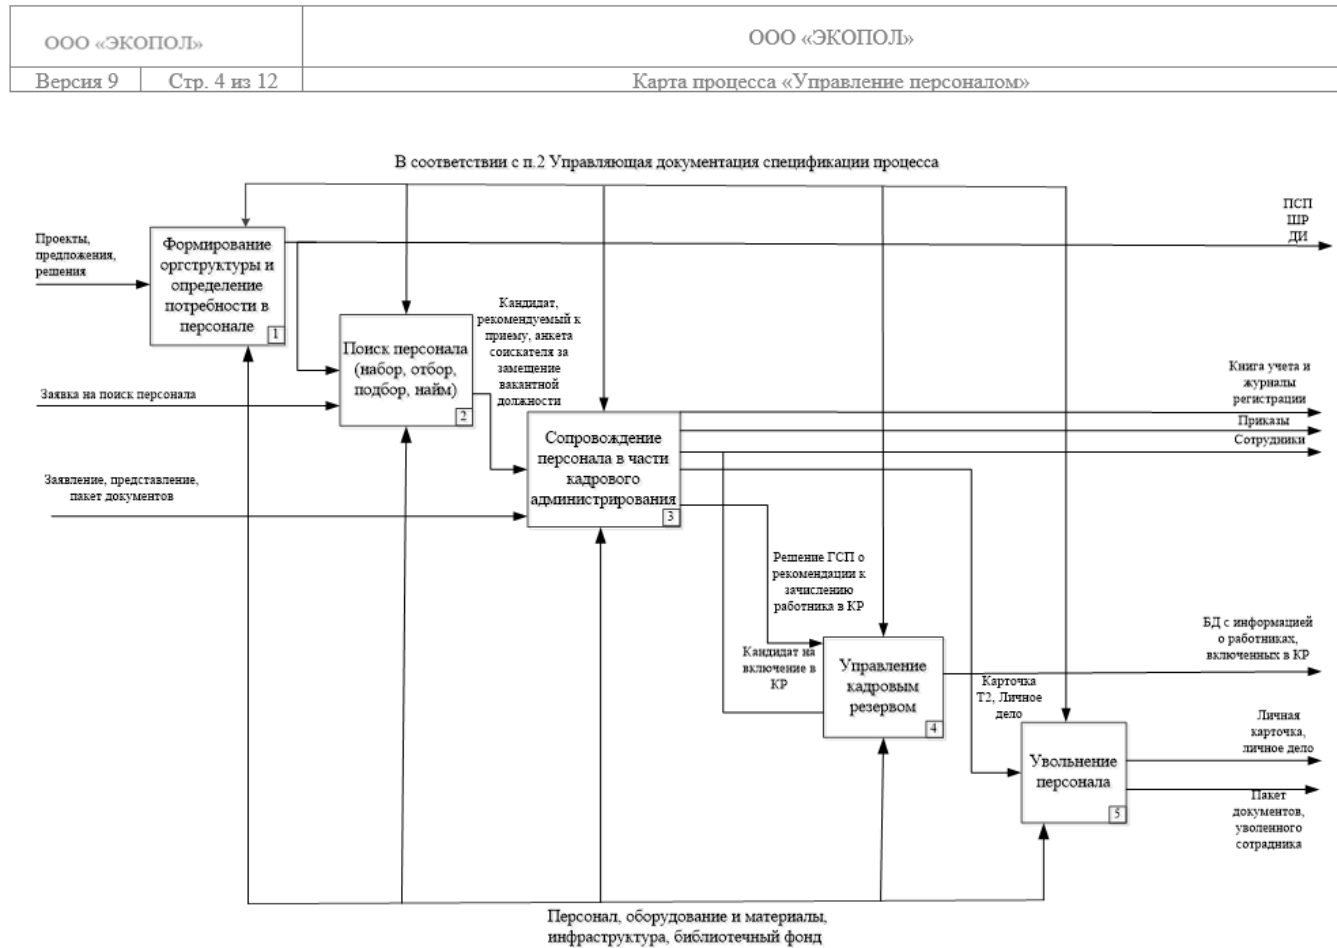 ООО «ЭКОПОЛ»
ООО «ЭКОПОЛ»
Версия 9
Стр. 4 из 12
Карта процесса «Управление персоналом»
В соответствии с п.2 Управляющая документация спецификации процесса
ПСП
ШР
ДИ
Проекты,
предложения,
решения
Формирование
оргструктуры и
определение
потребности в
персонале
1
Заявка на поиск персонала
Поиск персонала
(набор, отбор,
подбор, найм)
2
Кандидат,
рекомендуемый к
приему, анкета
соискателя за
замещение
вакантной
должности
Книга учета и
журналы
регистрации
Приказы
Сотрудники
Заявление, представление,
пакет документов
Сопровождение
персонала в части
кадрового
администрирования
3
Решение ГСП о
рекомендации к
зачислению
работника в КР
Кандидат на
включение в
КР
Управление
кадровым
резервом
4
БД с информацией
о работниках,
включенных в КР
Карточка
Т2, Личное
дело
Увольнение
персонала
5
Личная
карточка,
личное дело
Пакет
документов,
уволенного
сотрадника
Персонал, оборудование и материалы,
инфраструктура, библиотечный фонд